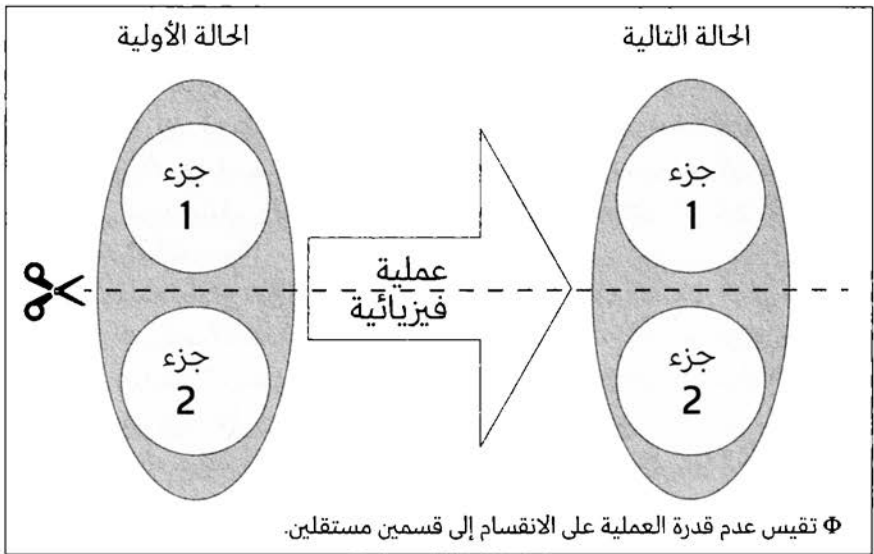 الحالة الأولية
الحالة التالية
جزء
1
جزء
2
عملية
فيزيائية
جزء
1
جزء
2
Φ تقيس عدم قدرة العملية على الانقسام إلى قسمين مستقلين.